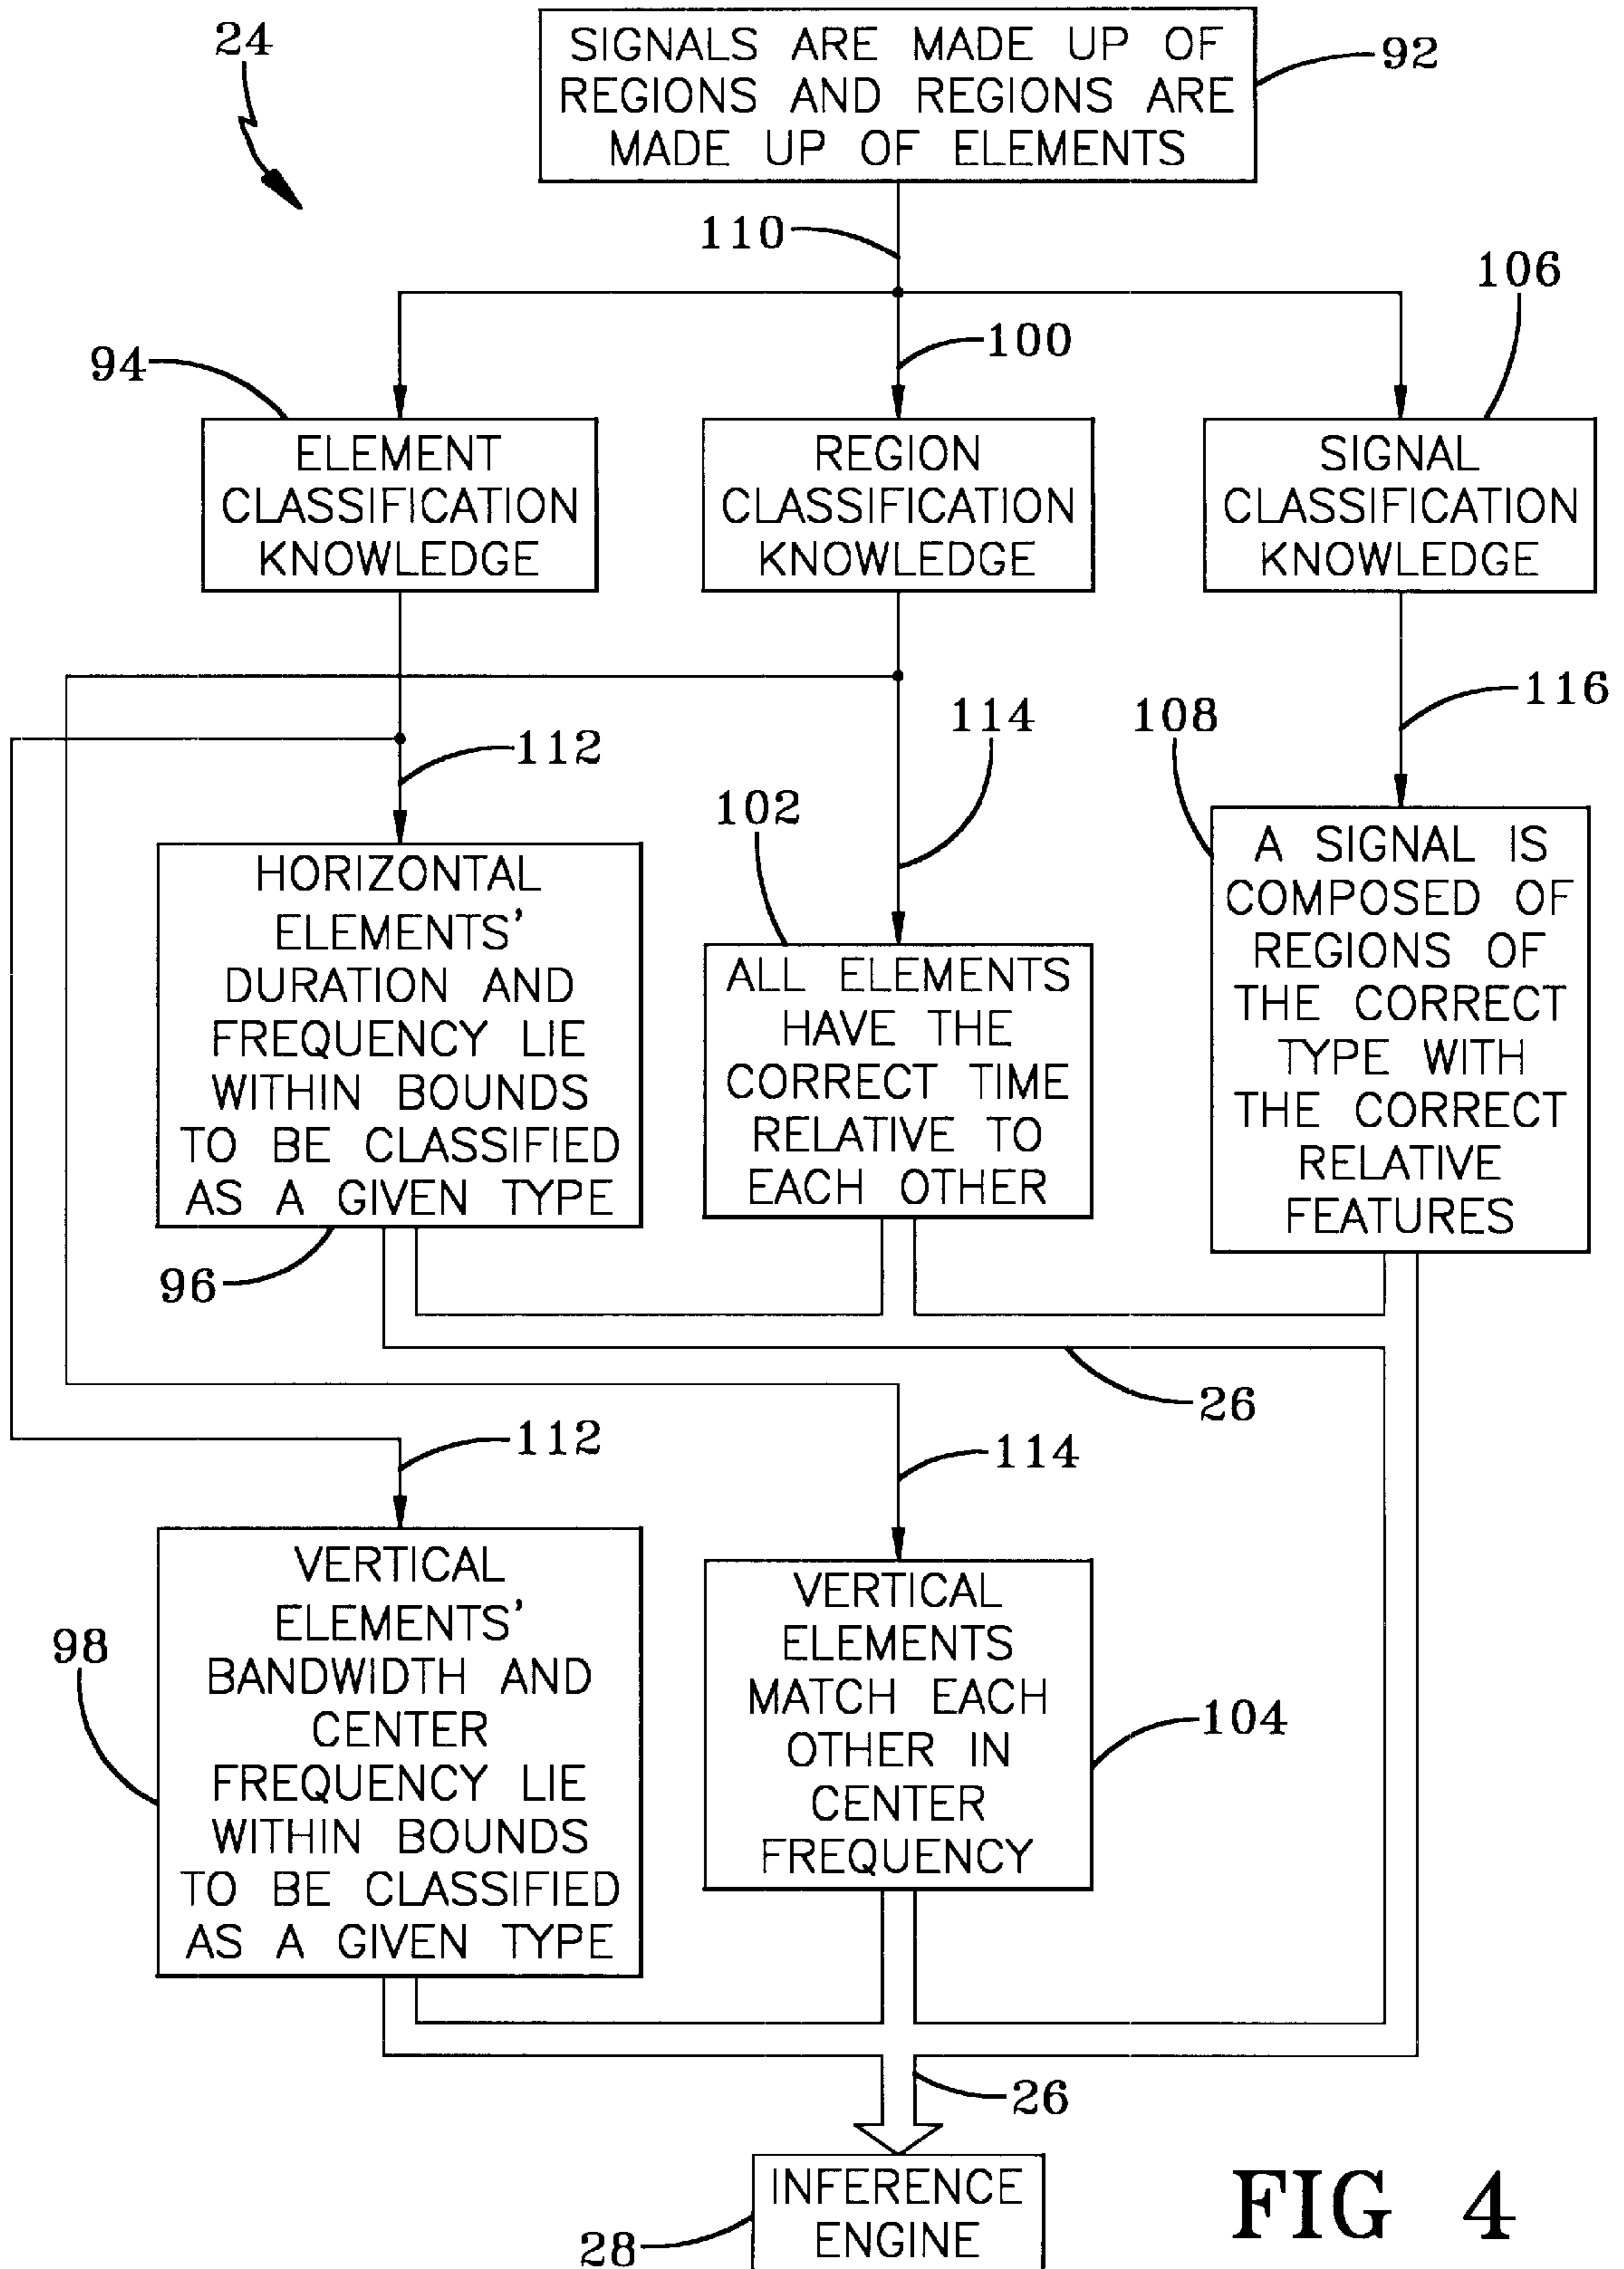 24
SIGNALS ARE MADE UP OF
REGIONS AND REGIONS ARE
MADE UP OF ELEMENTS
92
110
106
100
94
ELEMENT
CLASSIFICATION
KNOWLEDGE
REGION
CLASSIFICATION
KNOWLEDGE
SIGNAL
CLASSIFICATION
KNOWLEDGE
116
114
108
112
102
HORIZONTAL
ELEMENTS'
DURATION AND
FREQUENCY LIE
WITHIN BOUNDS
TO BE CLASSIFIED
AS A GIVEN TYPE
ALL ELEMENTS
HAVE THE
CORRECT TIME
RELATIVE TO
EACH OTHER
A SIGNAL IS
COMPOSED OF
REGIONS OF
THE CORRECT
TYPE WITH
THE CORRECT
RELATIVE
FEATURES
96
26
112
114
VERTICAL
ELEMENTS'
BANDWIDTH AND
CENTER
FREQUENCY LIE
WITHIN BOUNDS
TO BE CLASSIFIED
AS A GIVEN TYPE
98
VERTICAL
ELEMENTS
MATCH EACH
OTHER IN
CENTER
FREQUENCY
104
26
INFERENCE
ENGINE
28
FIG 4